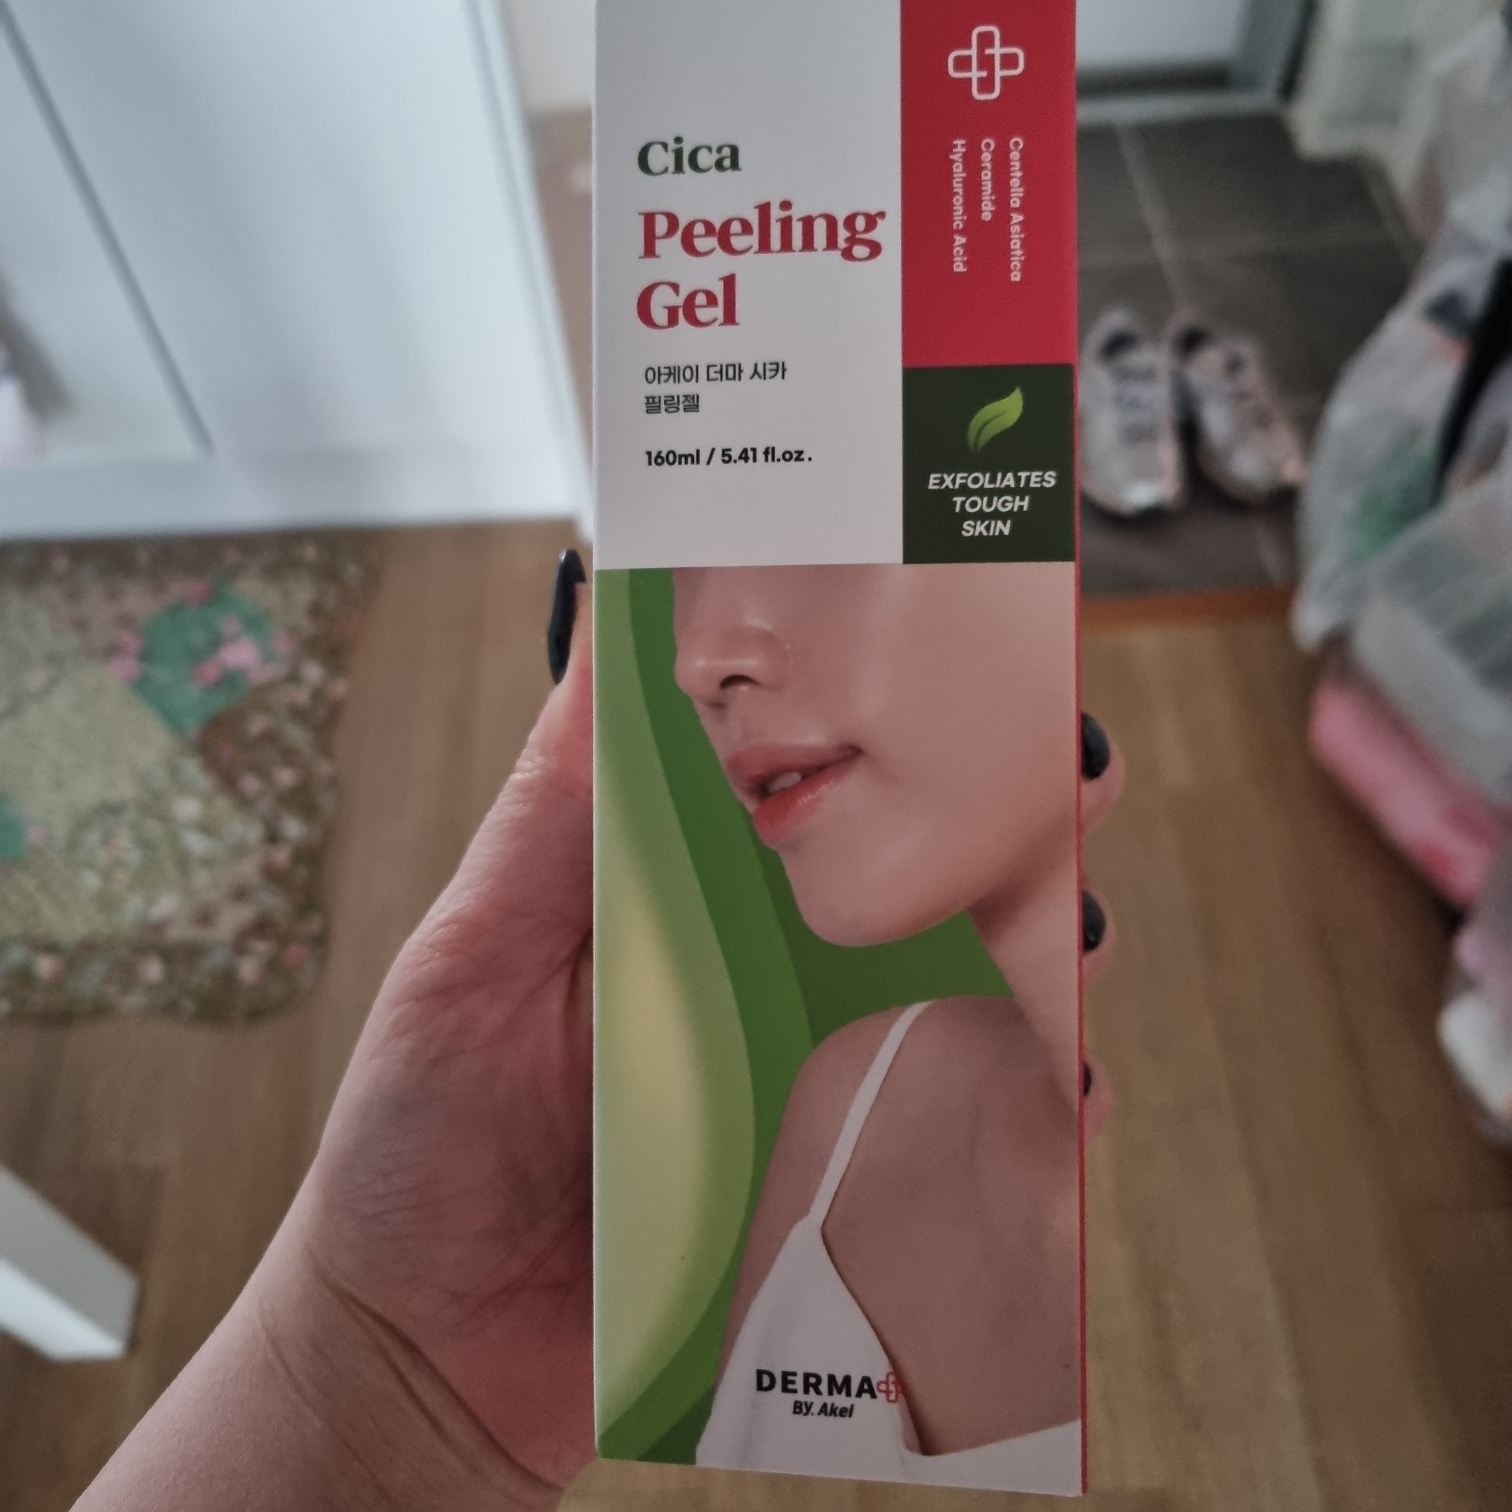 Cica
Peeling
Gel
아케이 더마 시카
필링젤
160ml / 5.41 fl.oz.
Centella Asiatica
Ceramide
Hyaluronic Acid
EXFOLIATES
TOUGH
SKIN
DERMA
BY. Akei